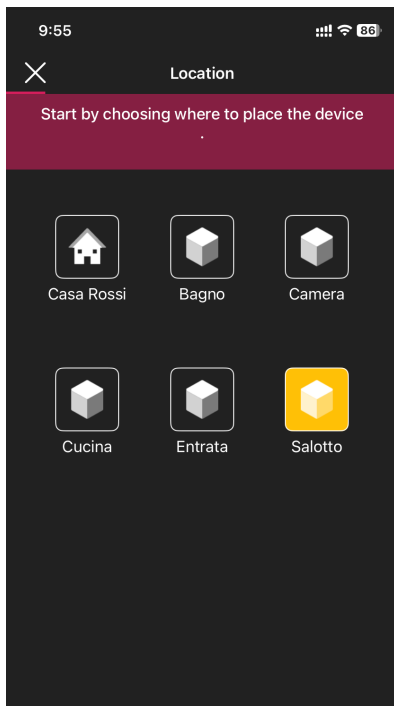 9:55
86
Location
Start by choosing where to place the device
.
Casa Rossi
Bagno
Camera
Cucina
Entrata
Salotto